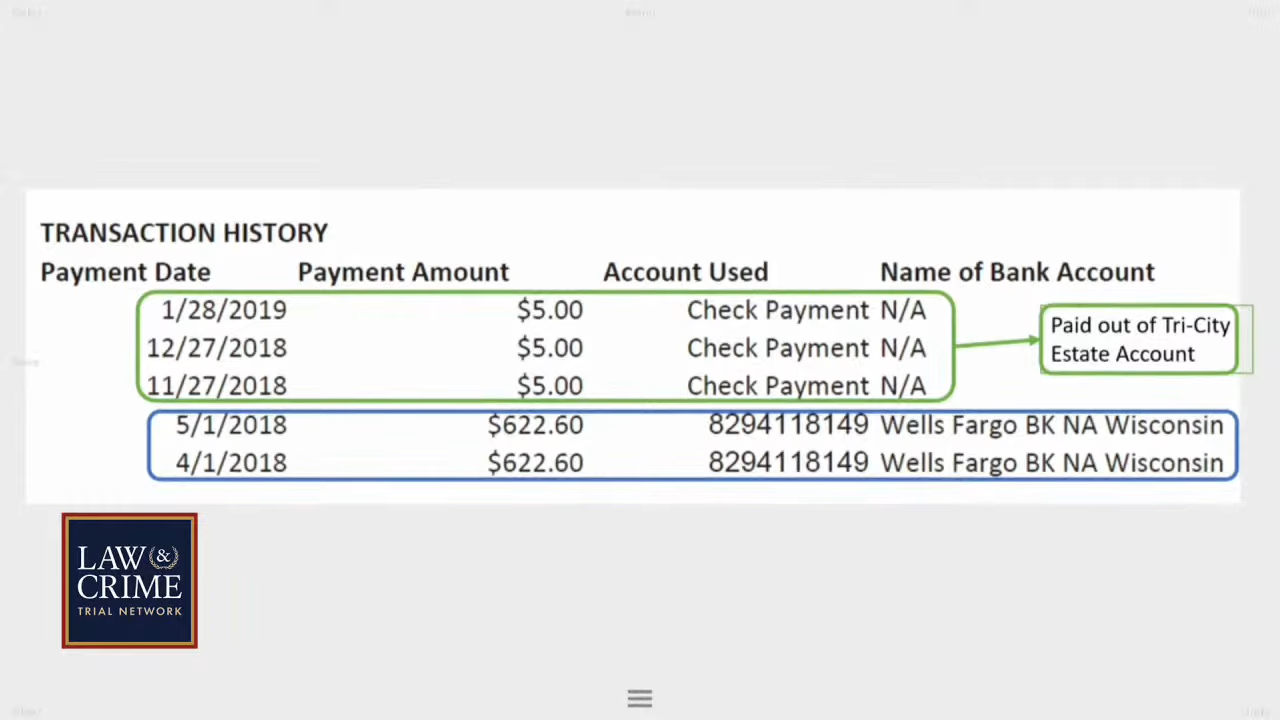 TRANSACTION HISTORY
Payment Date Payment Amount Account Used Name of Bank Account
1/28/2019 $5.00 Check Payment N/A
12/27/2018 $5.00 Check Payment N/A
11/27/2018 $5.00 Check Payment N/A
Paid out of Tri-City
Estate Account
5/1/2018 $622.60 8294118149 Wells Fargo BK NA Wisconsin
4/1/2018 $622.60 8294118149 Wells Fargo BK NA Wisconsin
LAW &
CRIME
TRIAL NETWORK